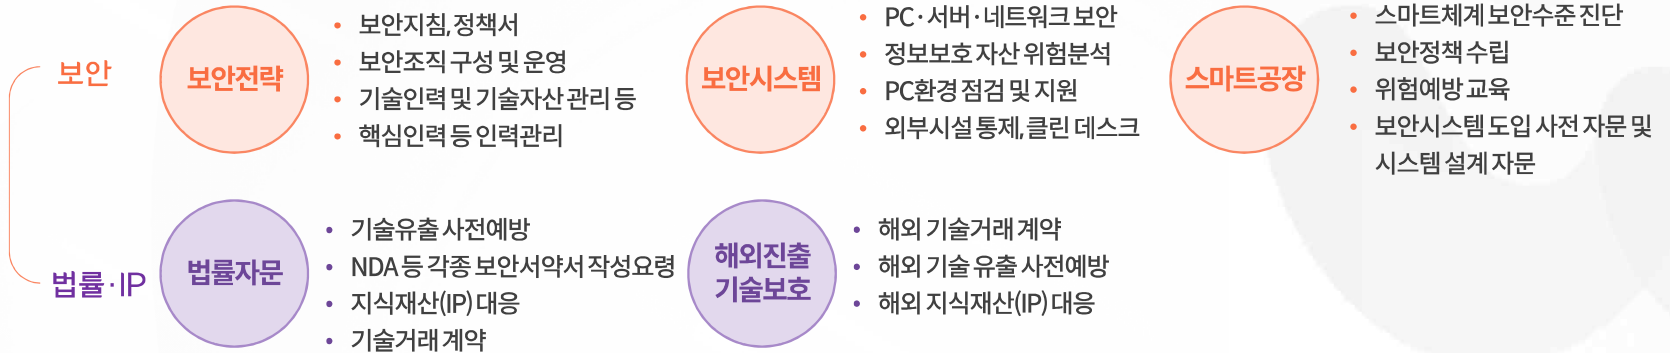 보안
보안전략
• 보안지침, 정책서
• 보안조직 구성 및 운영
• 기술인력 및 기술자산 관리 등
• 핵심인력 등 인력관리
보안시스템
• PC·서버·네트워크 보안
• 정보보호 자산 위험분석
• PC환경 점검 및 지원
• 외부시설 통제, 클린 데스크
스마트공장
• 스마트체계 보안수준 진단
• 보안정책 수립
• 위험예방 교육
• 보안시스템 도입 사전 자문 및
시스템 설계 자문
법률·IP
법률자문
• 기술유출 사전예방
• NDA 등 각종 보안서약서 작성요령
• 지식재산(IP) 대응
• 기술거래 계약
해외진출
기술보호
• 해외 기술거래 계약
• 해외 기술 유출 사전예방
• 해외 지식재산(IP) 대응